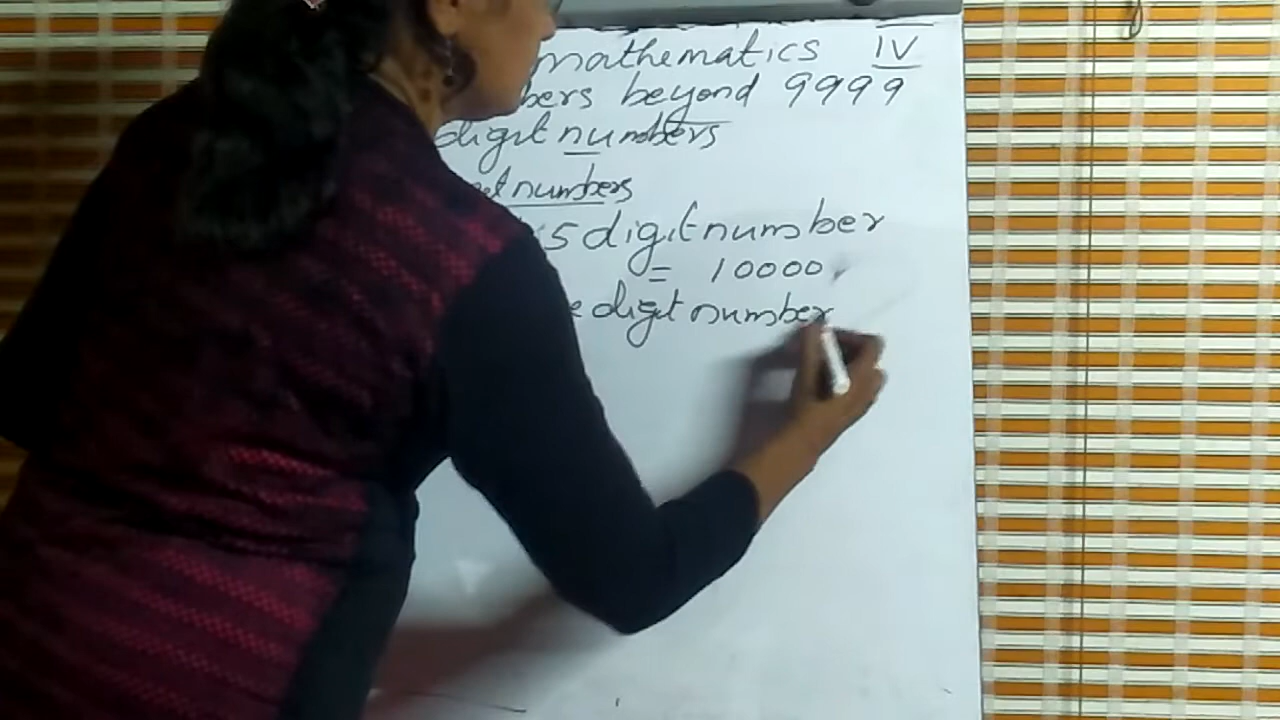 mathematics IV
bers beyond 9999
digit numbers
numbers
5 digit number
= 10000
digit number